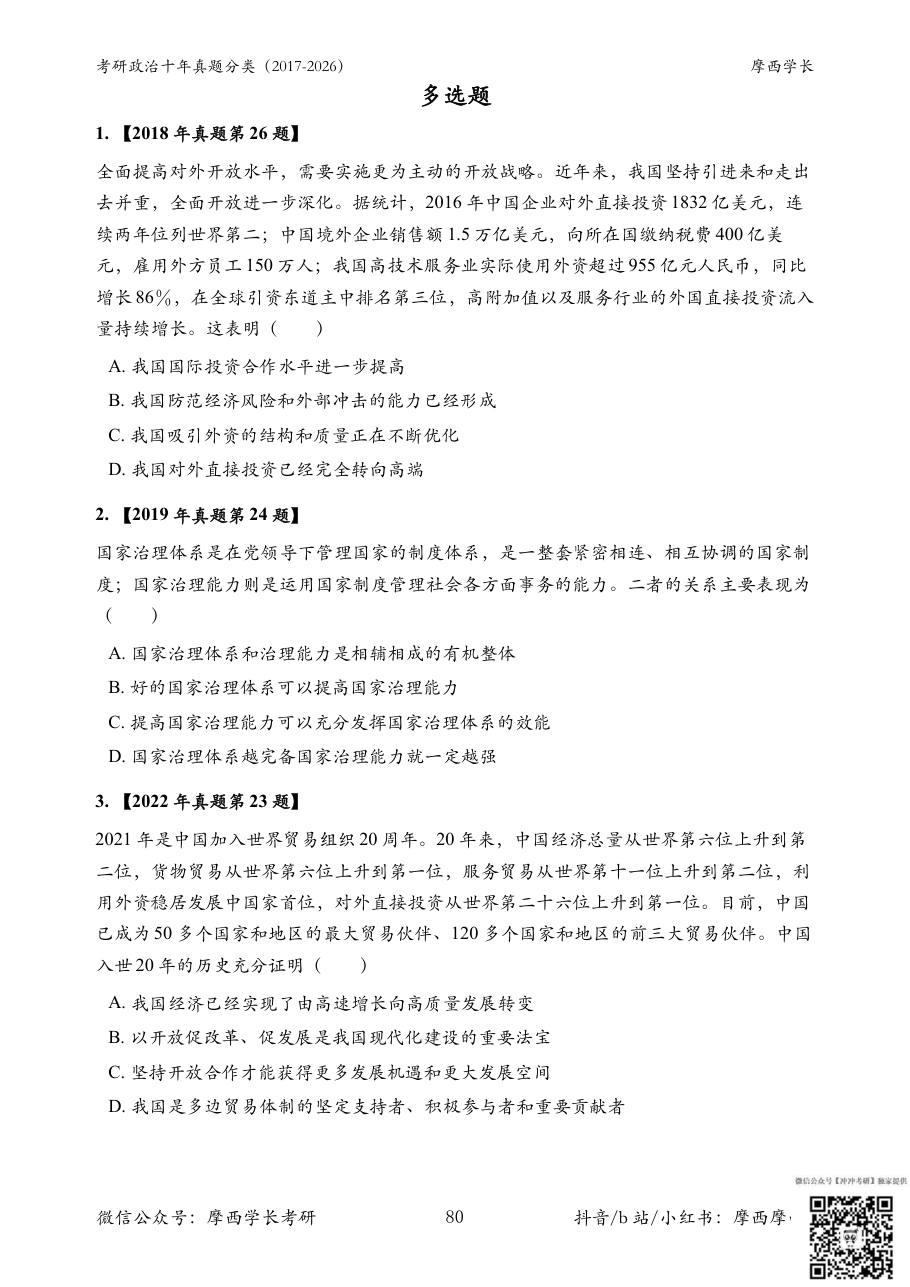 考研政治十年真题分类（2017-2026） 摩西学长
多选题
1. 【2018 年真题第 26 题】
全面提高对外开放水平，需要实施更为主动的开放战略。近年来，我国坚持引进来和走出
去并重，全面开放进一步深化。据统计，2016 年中国企业对外直接投资 1832 亿美元，连
续两年位列世界第二；中国境外企业销售额 1.5 万亿美元，向所在国缴纳税费 400 亿美
元，雇用外方员工 150 万人；我国高技术服务业实际使用外资超过 955 亿元人民币，同比
增长 86%，在全球引资东道主中排名第三位，高附加值以及服务行业的外国直接投资流入
量持续增长。这表明（　　）
A. 我国国际投资合作水平进一步提高
B. 我国防范经济风险和外部冲击的能力已经形成
C. 我国吸引外资的结构和质量正在不断优化
D. 我国对外直接投资已经完全转向高端
2. 【2019 年真题第 24 题】
国家治理体系是在党领导下管理国家的制度体系，是一整套紧密相连、相互协调的国家制
度；国家治理能力则是运用国家制度管理社会各方面事务的能力。二者的关系主要表现为
（　　）
A. 国家治理体系和治理能力是相辅相成的有机整体
B. 好的国家治理体系可以提高国家治理能力
C. 提高国家治理能力可以充分发挥国家治理体系的效能
D. 国家治理体系越完备国家治理能力就一定越强
3. 【2022 年真题第 23 题】
2021 年是中国加入世界贸易组织 20 周年。20 年来，中国经济总量从世界第六位上升到第
二位，货物贸易从世界第六位上升到第一位，服务贸易从世界第十一位上升到第二位，利
用外资稳居发展中国家首位，对外直接投资从世界第二十六位上升到第一位。目前，中国
已成为 50 多个国家和地区的最大贸易伙伴、120 多个国家和地区的前三大贸易伙伴。中国
入世 20 年的历史充分证明（　　）
A. 我国经济已经实现了由高速增长向高质量发展转变
B. 以开放促改革、促发展是我国现代化建设的重要法宝
C. 坚持开放合作才能获得更多发展机遇和更大发展空间
D. 我国是多边贸易体制的坚定支持者、积极参与者和重要贡献者
微信公众号【冲冲考研】独家提供
微信公众号：摩西学长考研 80 抖音/b 站/小红书：摩西摩